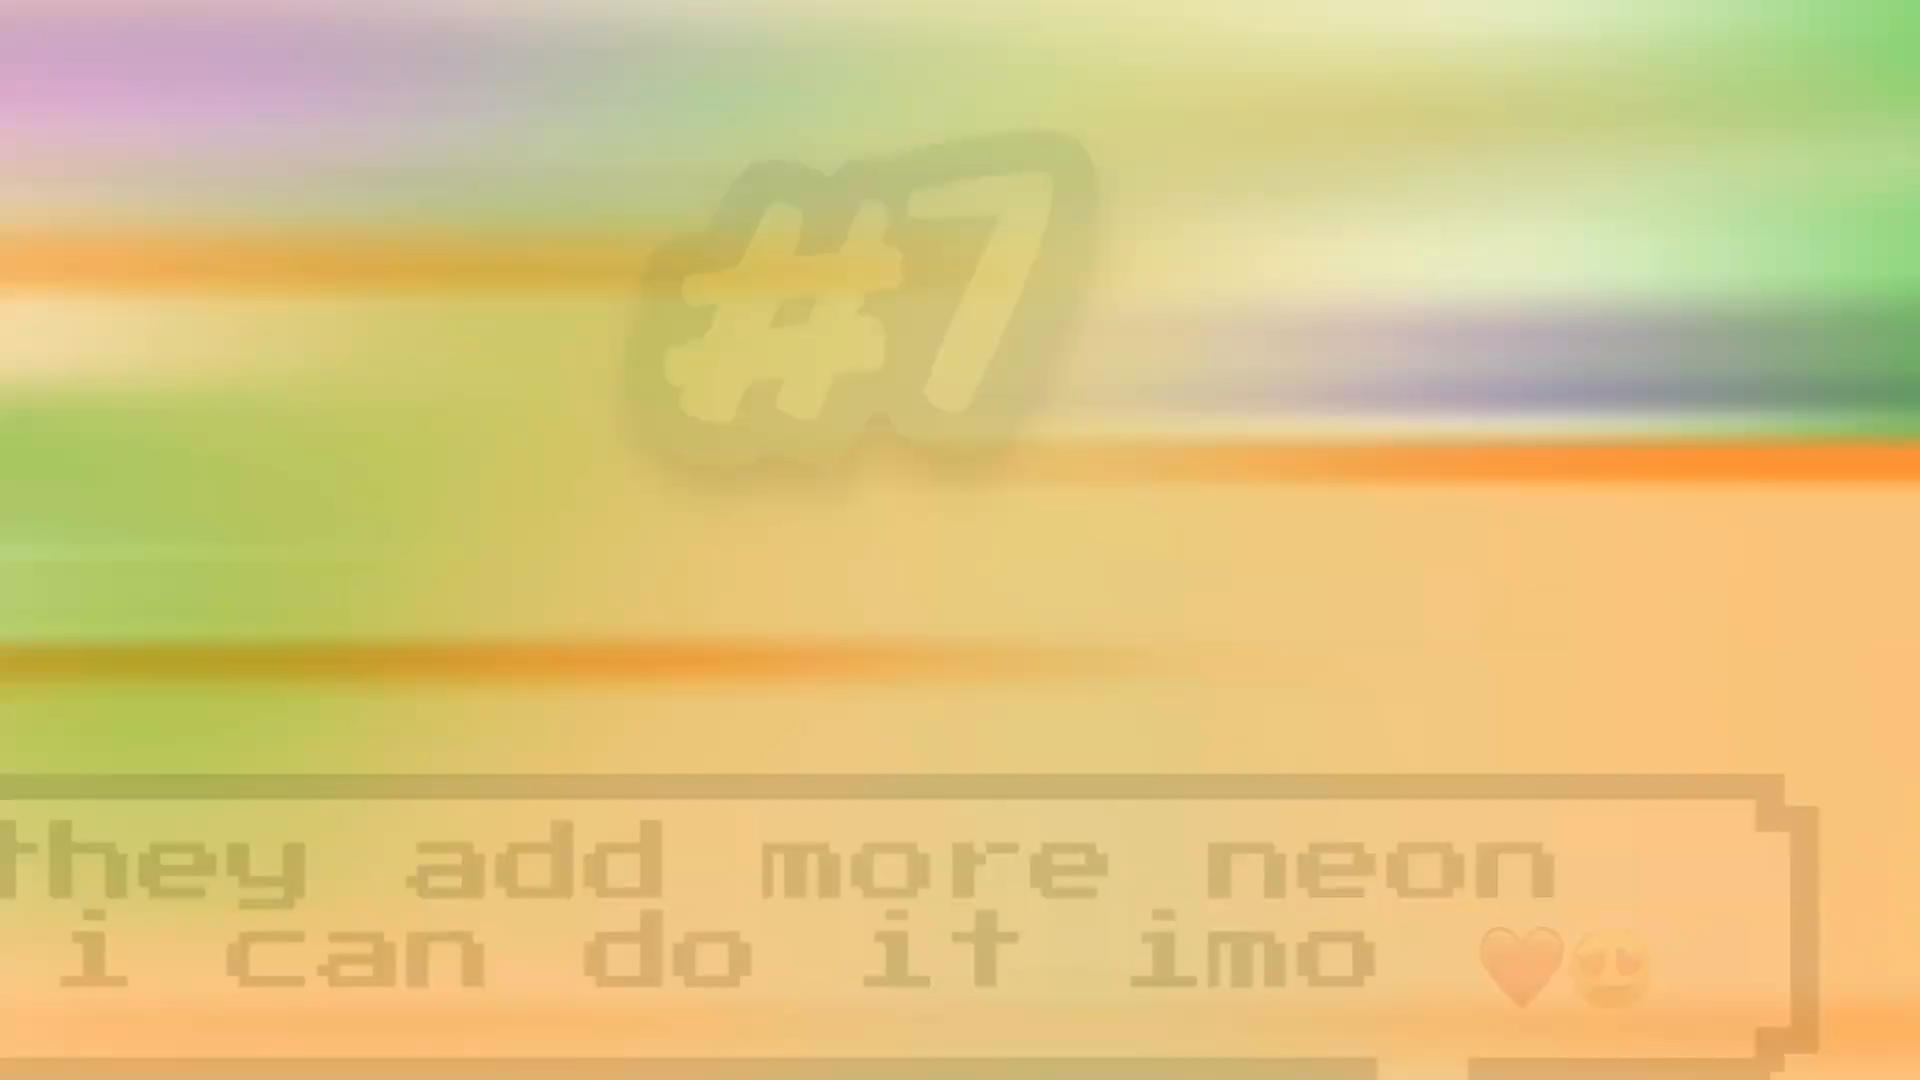 #7
they add more neon
i can do it imo ❤️😍